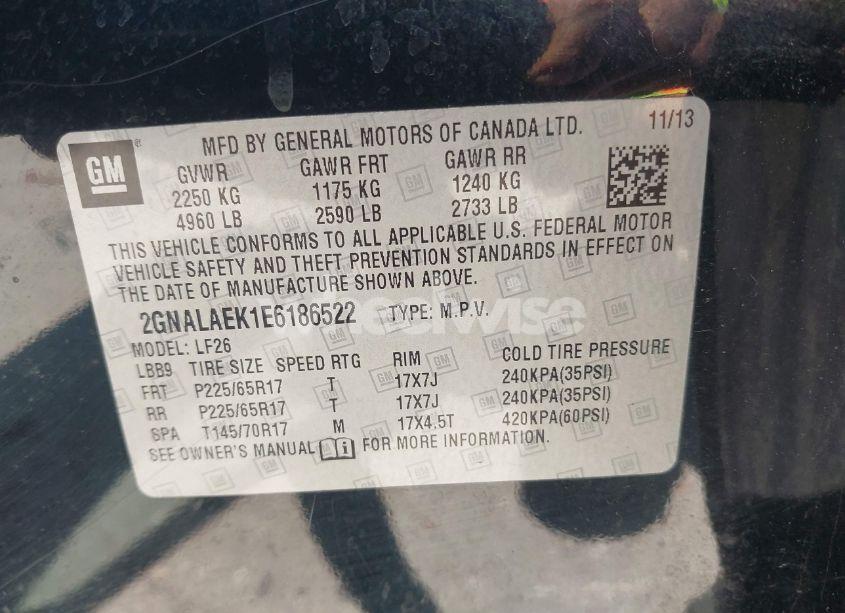 MFD BY GENERAL MOTORS OF CANADA LTD. 11/13
GM
GVWR GAWR FRT GAWR RR
2250 KG 1175 KG 1240 KG
4960 LB 2590 LB 2733 LB
THIS VEHICLE CONFORMS TO ALL APPLICABLE U.S. FEDERAL MOTOR
VEHICLE SAFETY AND THEFT PREVENTION STANDARDS IN EFFECT ON
THE DATE OF MANUFACTURE SHOWN ABOVE.
2GNALAEK1E6186522 TYPE: M.P.V.
wheelwise
MODEL: LF26
LBB9 TIRE SIZE SPEED RTG RIM COLD TIRE PRESSURE
FRT P225/65R17 T 17X7J 240KPA(35PSI)
RR P225/65R17 T 17X7J 240KPA(35PSI)
SPA T145/70R17 M 17X4.5T 420KPA(60PSI)
SEE OWNER'S MANUAL i FOR MORE INFORMATION.